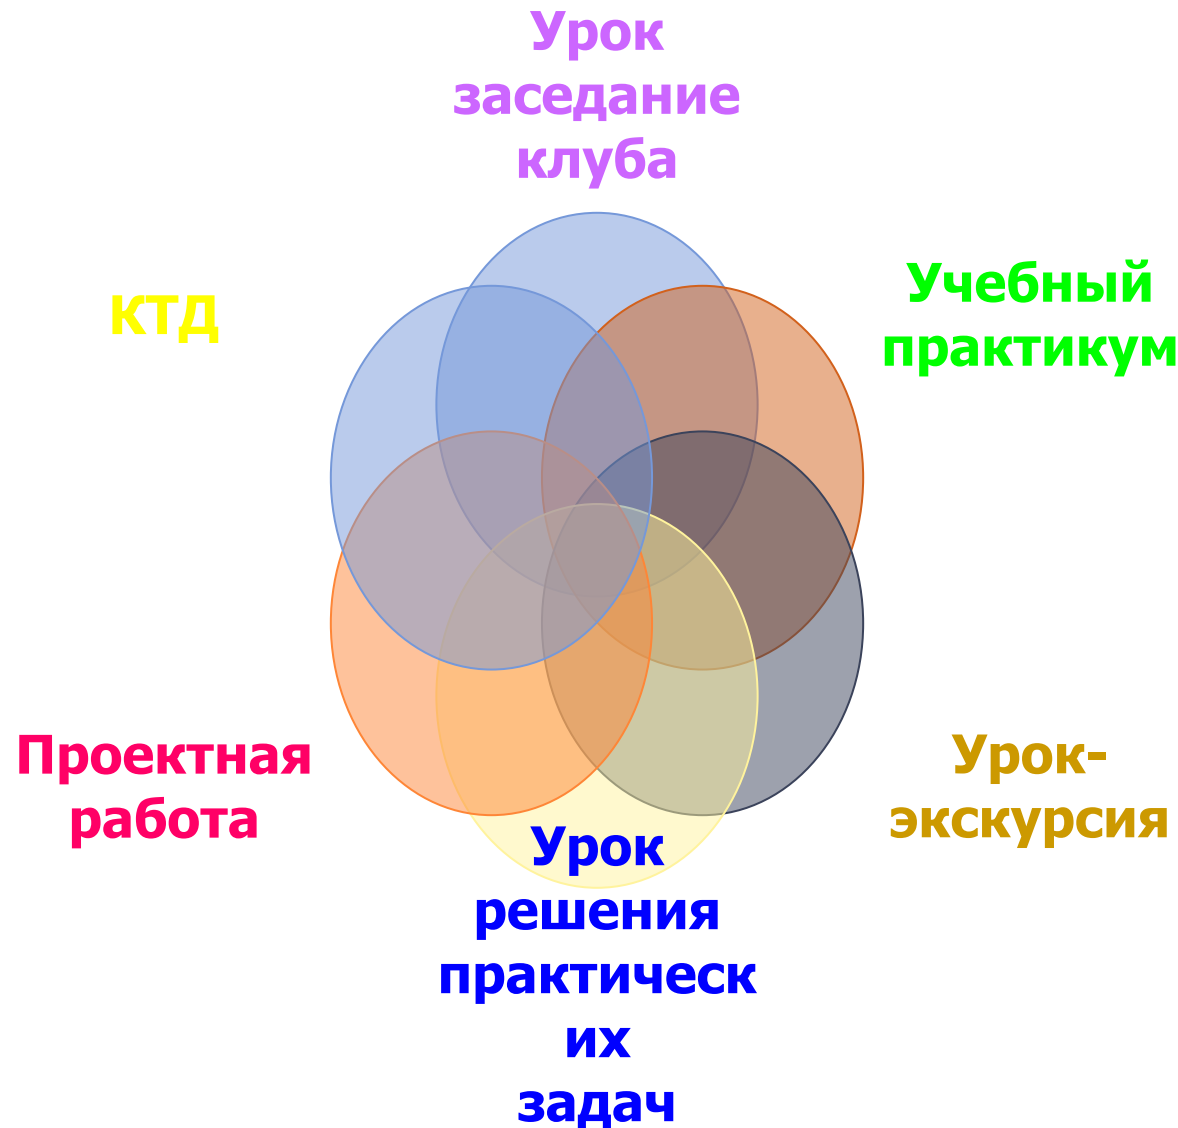 Урок
заседание
клуба
Учебный
практикум
КТД
Урок-
экскурсия
Проектная
работа
Урок
решения
практическ
их
задач